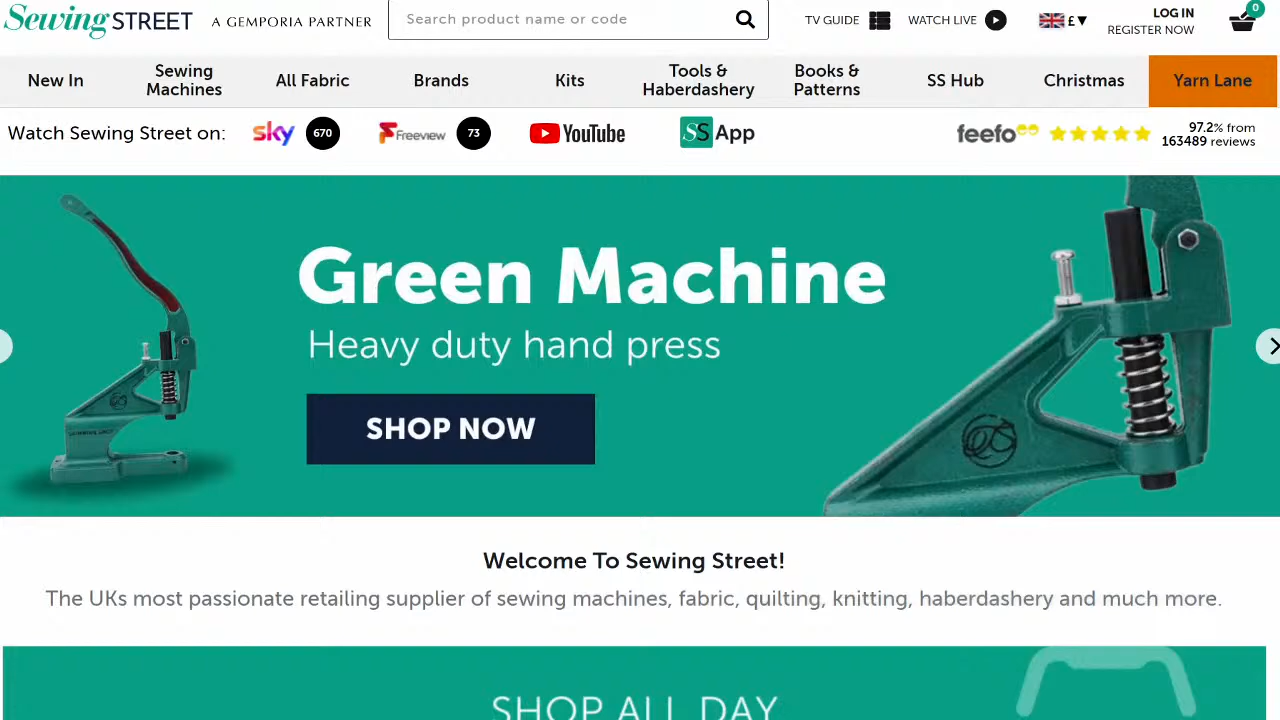 Sewing STREET A GEMPORIA PARTNER
Search product name or code
TV GUIDE
WATCH LIVE
£▼
LOG IN
REGISTER NOW
0
New In
Sewing
Machines
All Fabric
Brands
Kits
Tools &
Haberdashery
Books &
Patterns
SS Hub
Christmas
Yarn Lane
Watch Sewing Street on:
sky 670
Freeview 73
YouTube
SS App
feefo
97.2% from
163489 reviews
Green Machine
Heavy duty hand press
SHOP NOW
Welcome To Sewing Street!
The UKs most passionate retailing supplier of sewing machines, fabric, quilting, knitting, haberdashery and much more.
SHOP ALL DAY